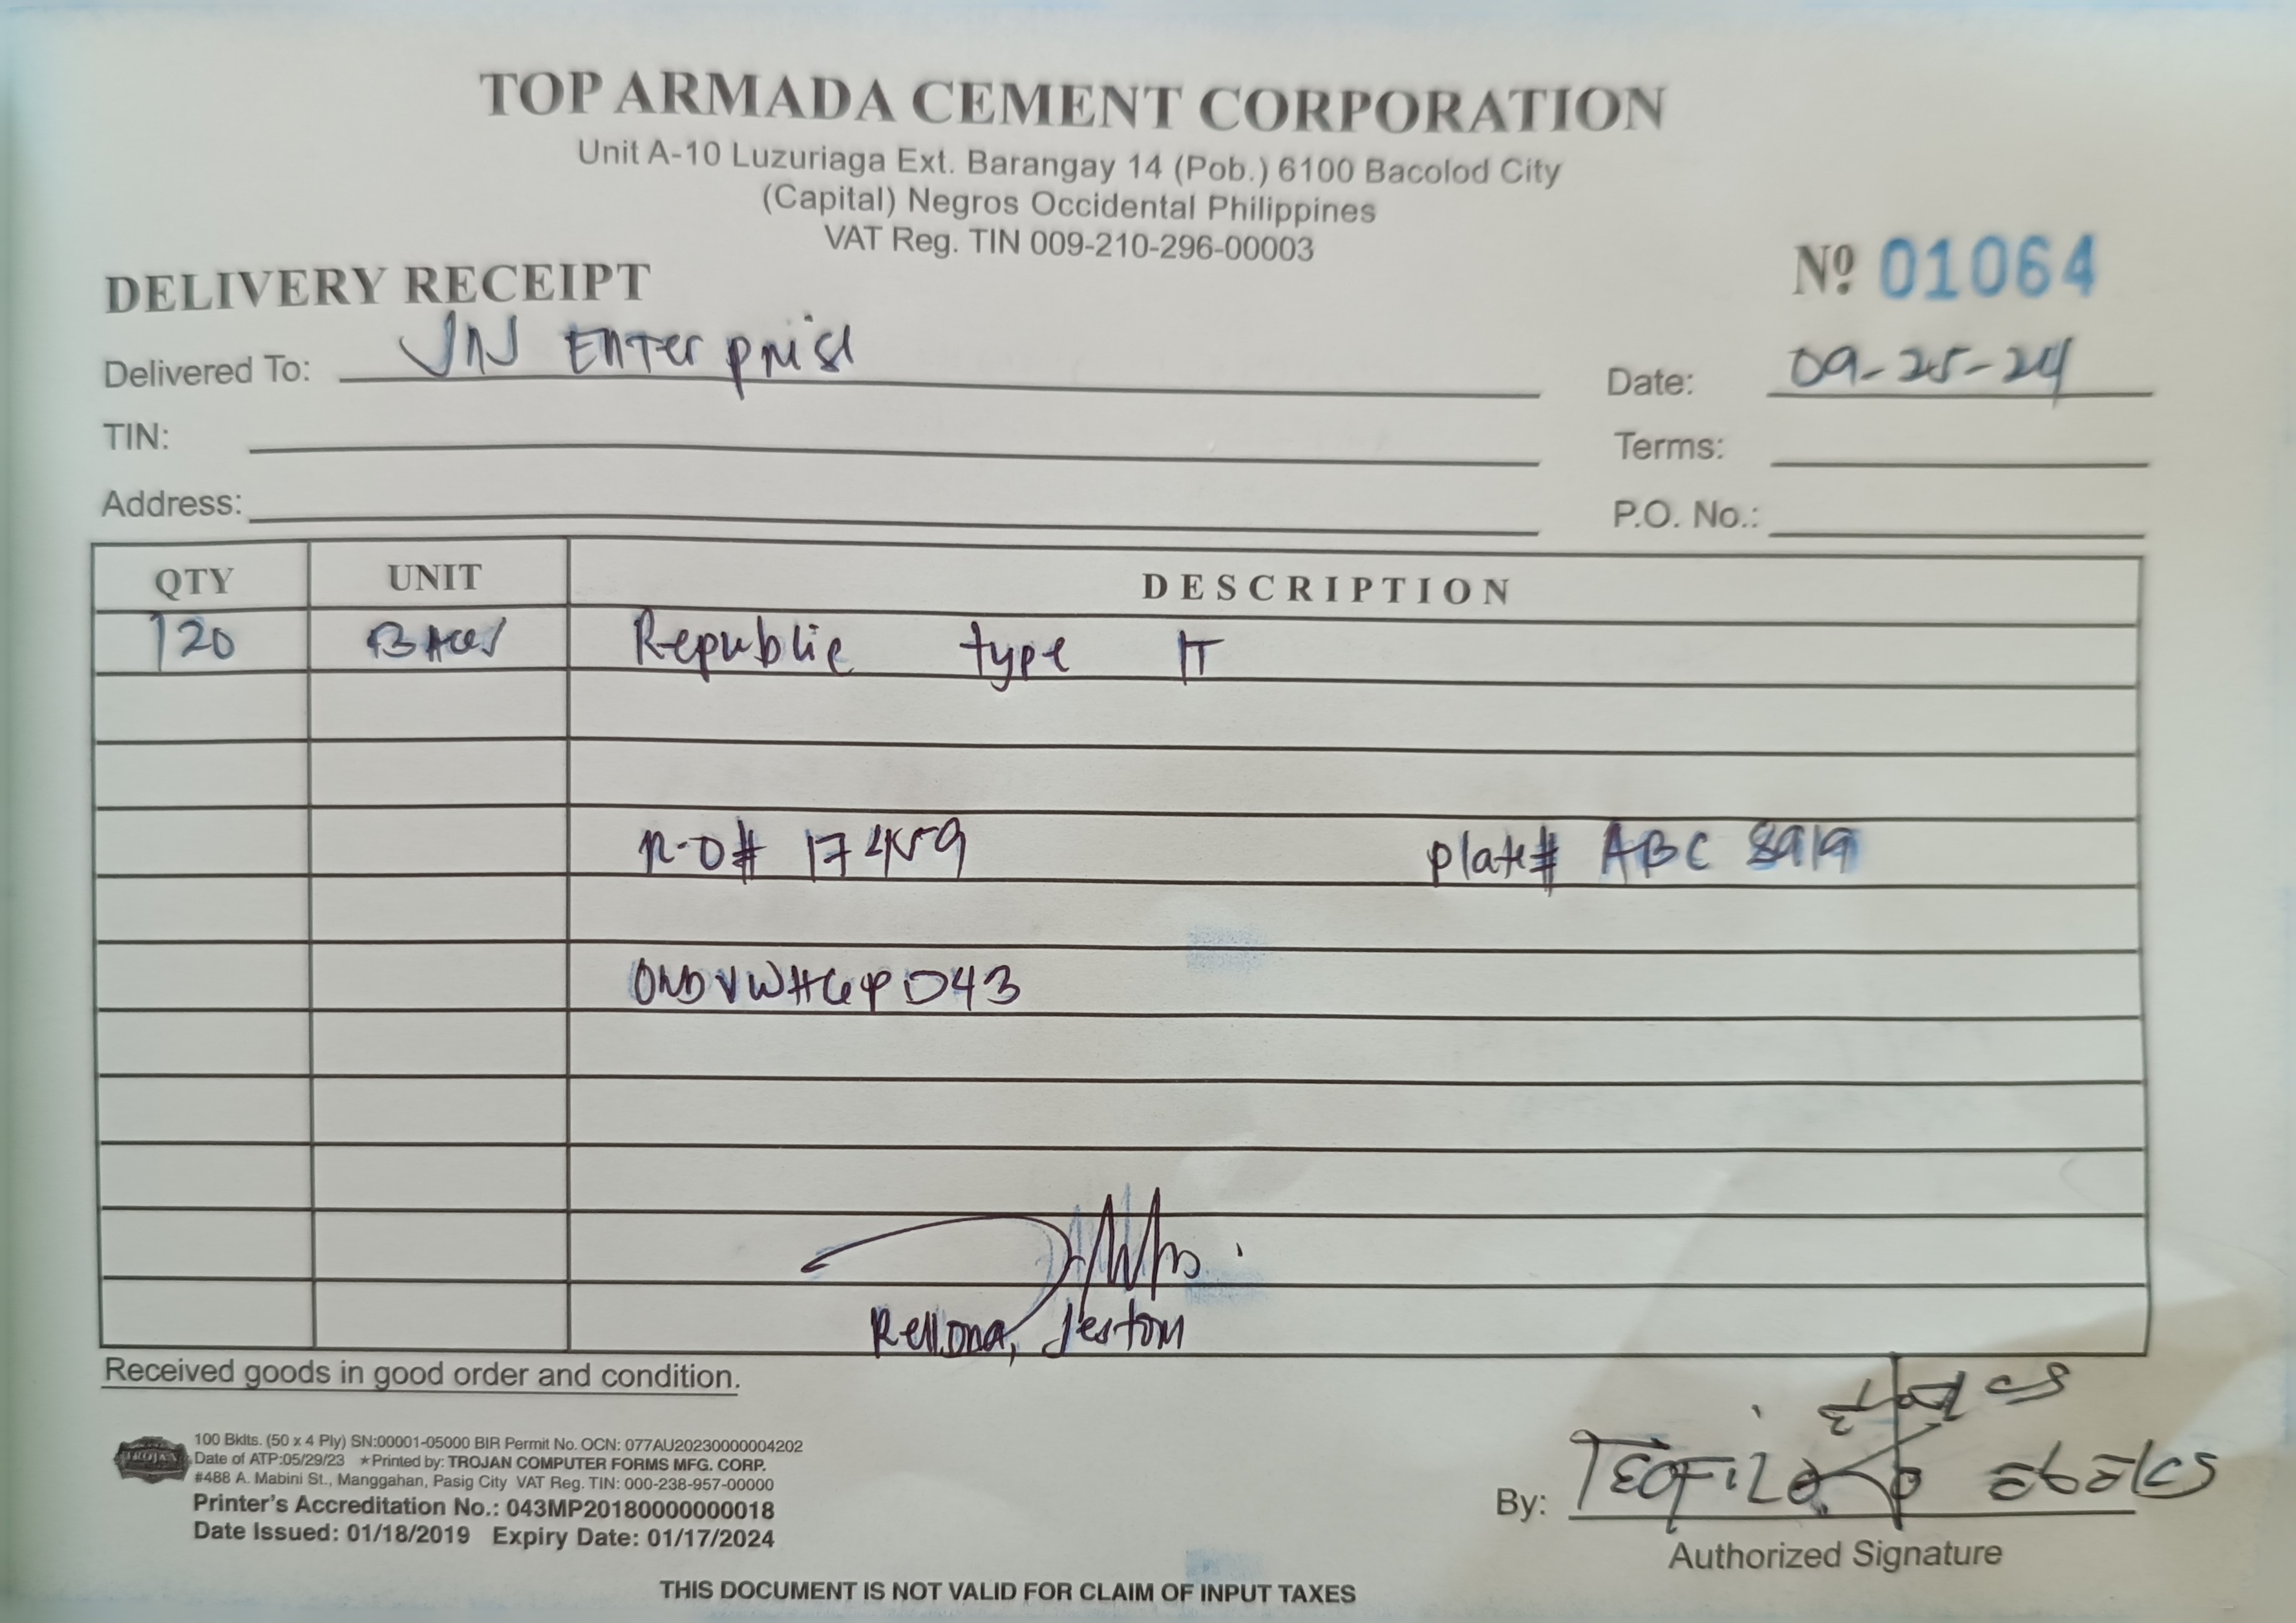 TOP ARMADA CEMENT CORPORATION
Unit A-10 Luzuriaga Ext. Barangay 14 (Pob.) 6100 Bacolod City
(Capital) Negros Occidental Philippines
VAT Reg. TIN 009-210-296-00003
DELIVERY RECEIPT
Nº 01064
Delivered To: JN Enterprise
Date: 09-25-24
TIN:
Terms:
Address:
P.O. No.:
QTY UNIT DESCRIPTION
120 BAGS Republic type IT
R-O# 17459 plate# ABC 8919
Rellona, Jestom
Received goods in good order and condition.
TROJAN
100 Bklts. (50 x 4 Ply) SN:00001-05000 BIR Permit No. OCN: 077AU20230000004202
Date of ATP:05/29/23 ★Printed by: TROJAN COMPUTER FORMS MFG. CORP.
#488 A. Mabini St., Manggahan, Pasig City VAT Reg. TIN: 000-238-957-00000
Printer's Accreditation No.: 043MP20180000000018
Date Issued: 01/18/2019 Expiry Date: 01/17/2024
By: TEOFILO
Authorized Signature
THIS DOCUMENT IS NOT VALID FOR CLAIM OF INPUT TAXES